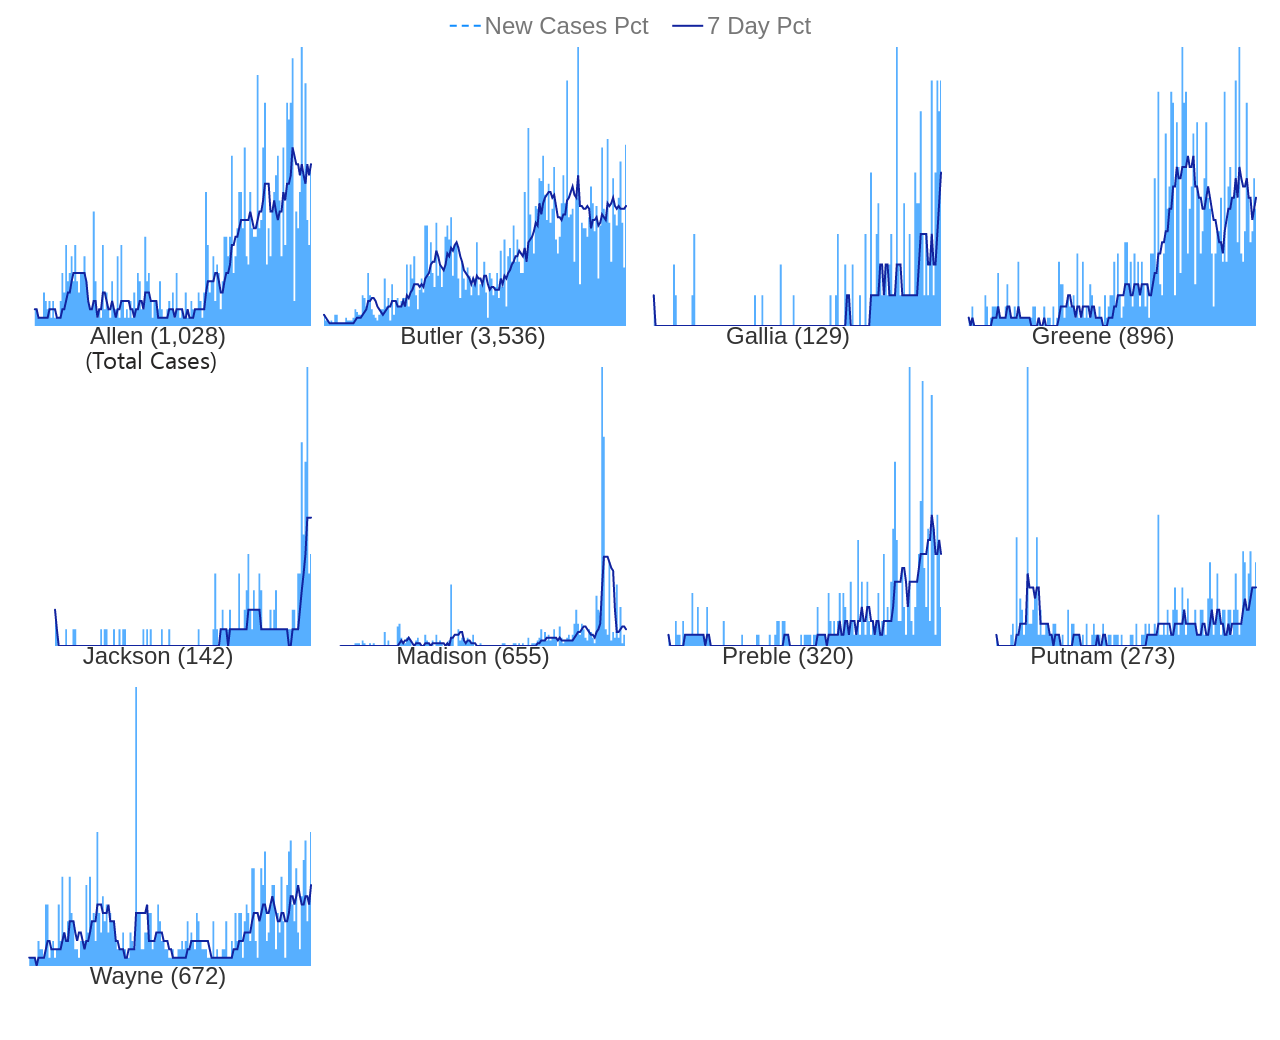 New Cases Pct 7 Day Pct
Allen (1,028) Butler (3,536) Gallia (129) Greene (896)
(Total Cases)
Jackson (142) Madison (655) Preble (320) Putnam (273)
Wayne (672)